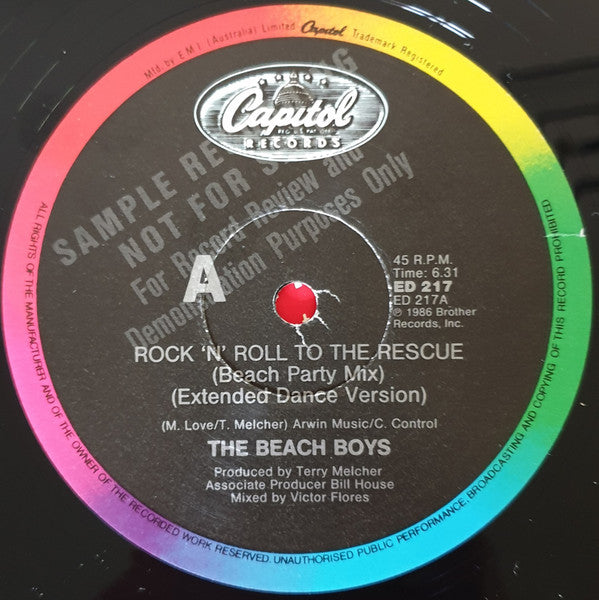 Mfd. by E.M.I. (Australia) Limited Capitol Trademark Registered
Capitol
RECORDS
SAMPLE RE
NOT FOR
For Record Review and
Purposes Only
A
45 R.P.M.
Time: 6.31
ED 217
ED 217A
℗ 1986 Brother
Records, Inc.
ROCK 'N' ROLL TO THE RESCUE
(Beach Party Mix)
(Extended Dance Version)
(M. Love/T. Melcher) Arwin Music/C. Control
THE BEACH BOYS
Produced by Terry Melcher
Associate Producer Bill House
Mixed by Victor Flores
ALL RIGHTS OF THE MANUFACTURER AND OF THE OWNER OF THE RECORDED WORK RESERVED. UNAUTHORISED PUBLIC PERFORMANCE, BROADCASTING AND COPYING OF THIS RECORD PROHIBITED